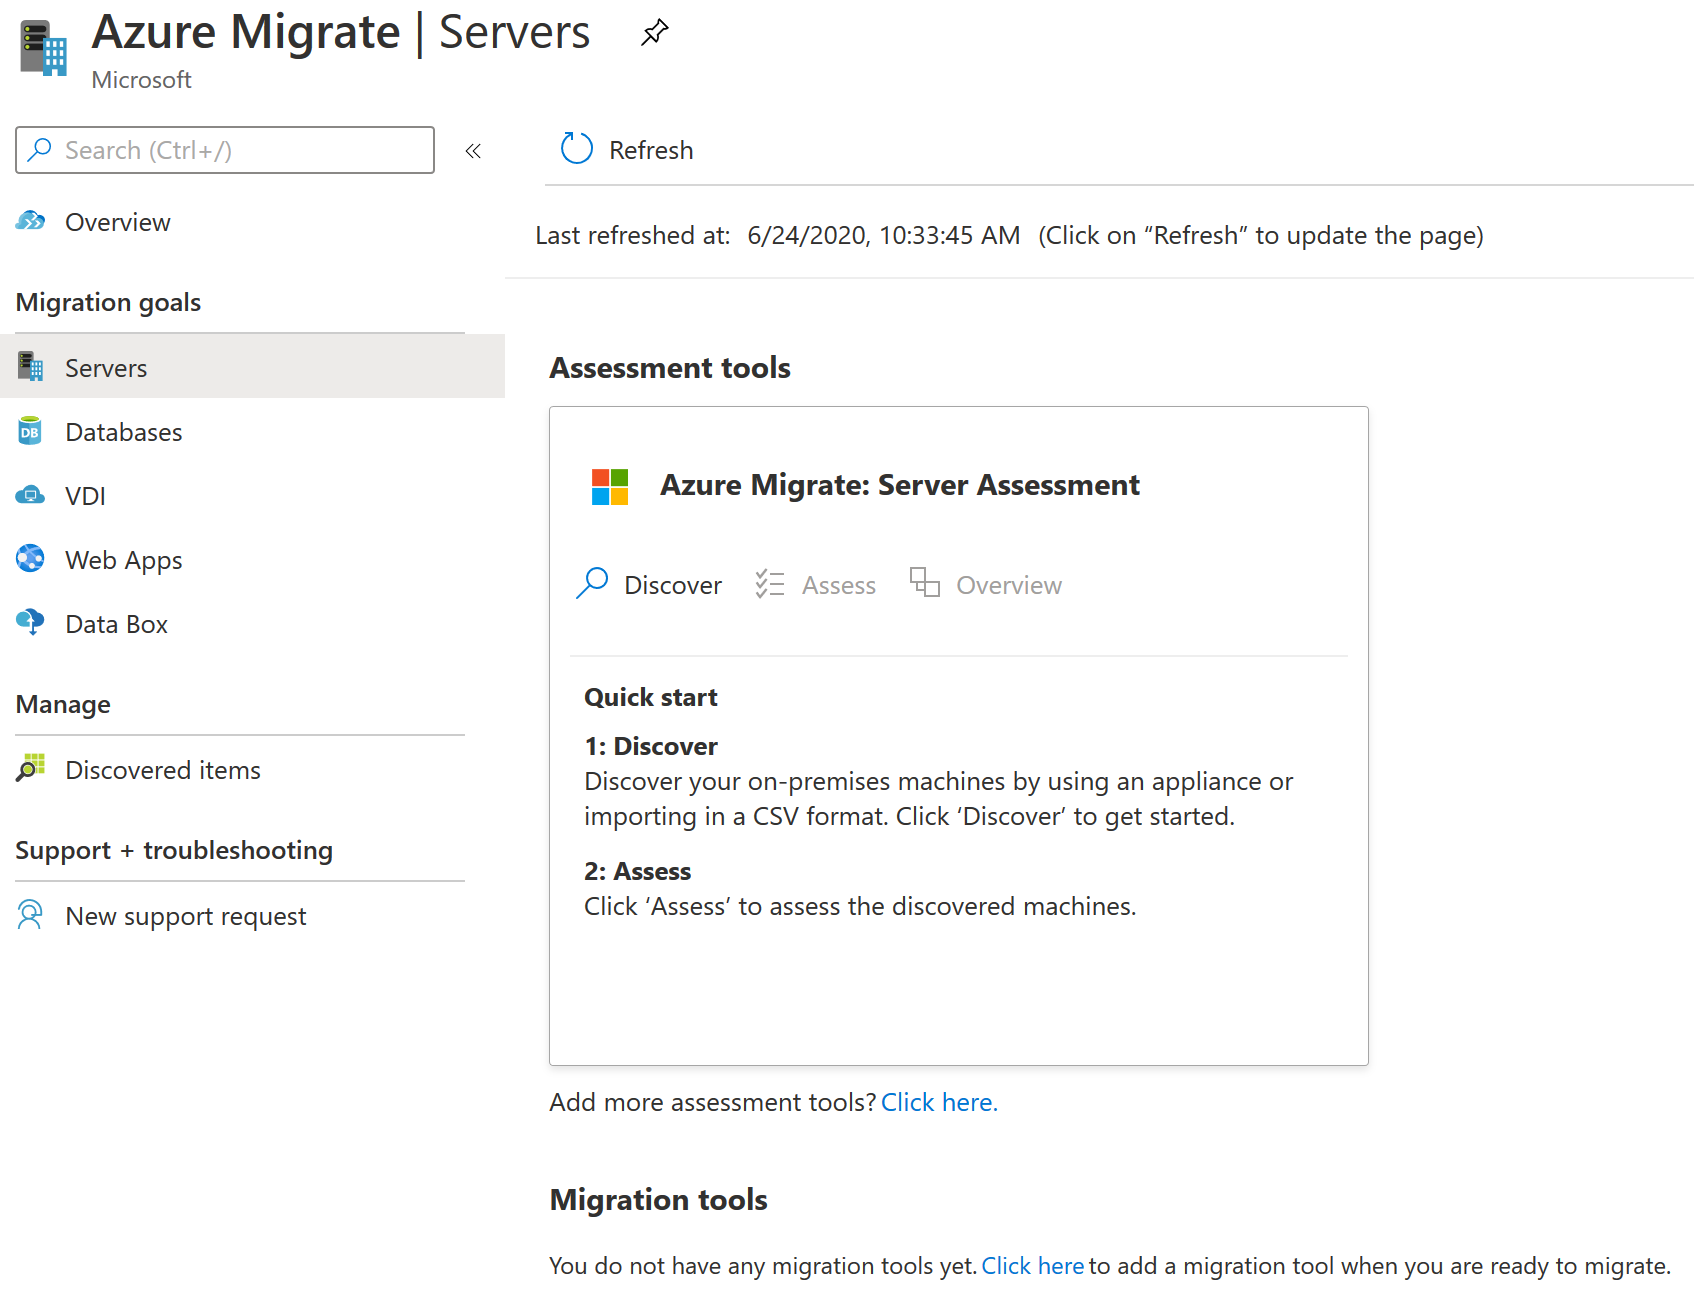 Azure Migrate | Servers
Microsoft
Search (Ctrl+/)
«
Refresh
Overview
Last refreshed at: 6/24/2020, 10:33:45 AM (Click on “Refresh” to update the page)
Migration goals
Servers
DB
Databases
VDI
Web Apps
Data Box
Manage
Discovered items
Support + troubleshooting
New support request
Assessment tools
Azure Migrate: Server Assessment
Discover
Assess
Overview
Quick start
1: Discover
Discover your on-premises machines by using an appliance or
importing in a CSV format. Click ‘Discover’ to get started.
2: Assess
Click ‘Assess’ to assess the discovered machines.
Add more assessment tools? Click here.
Migration tools
You do not have any migration tools yet. Click here to add a migration tool when you are ready to migrate.